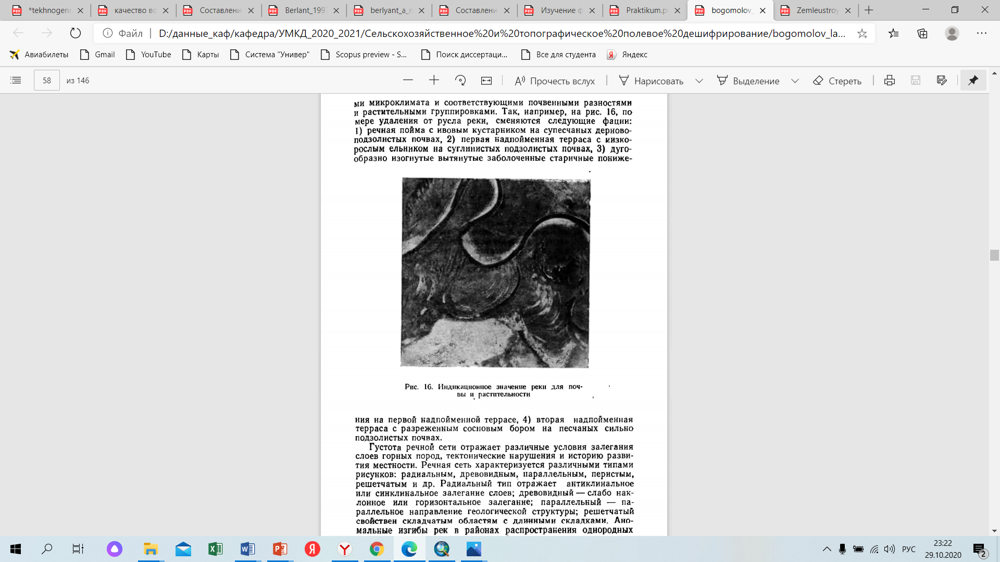 *tekhnogenn
качество во
Составлени
Berlant_199
berlyant_a_m
Составлени
Изучение ф
Praktikum.p
bogomolov_
Zemleustroy
Файл
D:/данные_каф/кафедра/УМКД_2020_2021/Сельскохозяйственное%20и%20топографическое%20полевое%20дешифрирование/bogomolov_la...
Авиабилеты
Gmail
YouTube
Карты
Система "Универ"
Scopus preview - S...
Поиск диссертаци...
Все для студента
Яндекс
58 из 146
Прочесть вслух
Нарисовать
Выделение
Стереть
ми микроклимата и соответствующими почвенными разностями
и растительными группировками. Так, например, на рис. 16, по
мере удаления от русла реки, сменяются следующие фации:
1) речная пойма с ивовым кустарником на супесчаных дерново-
подзолистых почвах, 2) первая надпойменная терраса с низко-
рослым ельником на суглинистых подзолистых почвах, 3) дуго-
образно изогнутые вытянутые заболоченные старичные пониже-
Рис. 16. Индикационное значение реки для поч-
вы и растительности
ния на первой надпойменной террасе, 4) вторая надпойменная
терраса с разреженным сосновым бором на песчаных сильно
подзолистых почвах.
Густота речной сети отражает различные условия залегания
слоев горных пород, тектонические нарушения и историю разви-
тия местности. Речная сеть характеризуется различными типами
рисунков: радиальным, древовидным, параллельным, перистым,
решетчатым и др. Радиальный тип отражает антиклинальное
или синклинальное залегание слоев; древовидный — слабо нак-
лонное или горизонтальное залегание; параллельный — па-
раллельное направление геологической структуры; решетчатый
свойствен складчатым областям с длинными складками. Ано-
мальные изгибы рек в районах распространения однородных
РУС
23:22
29.10.2020
2